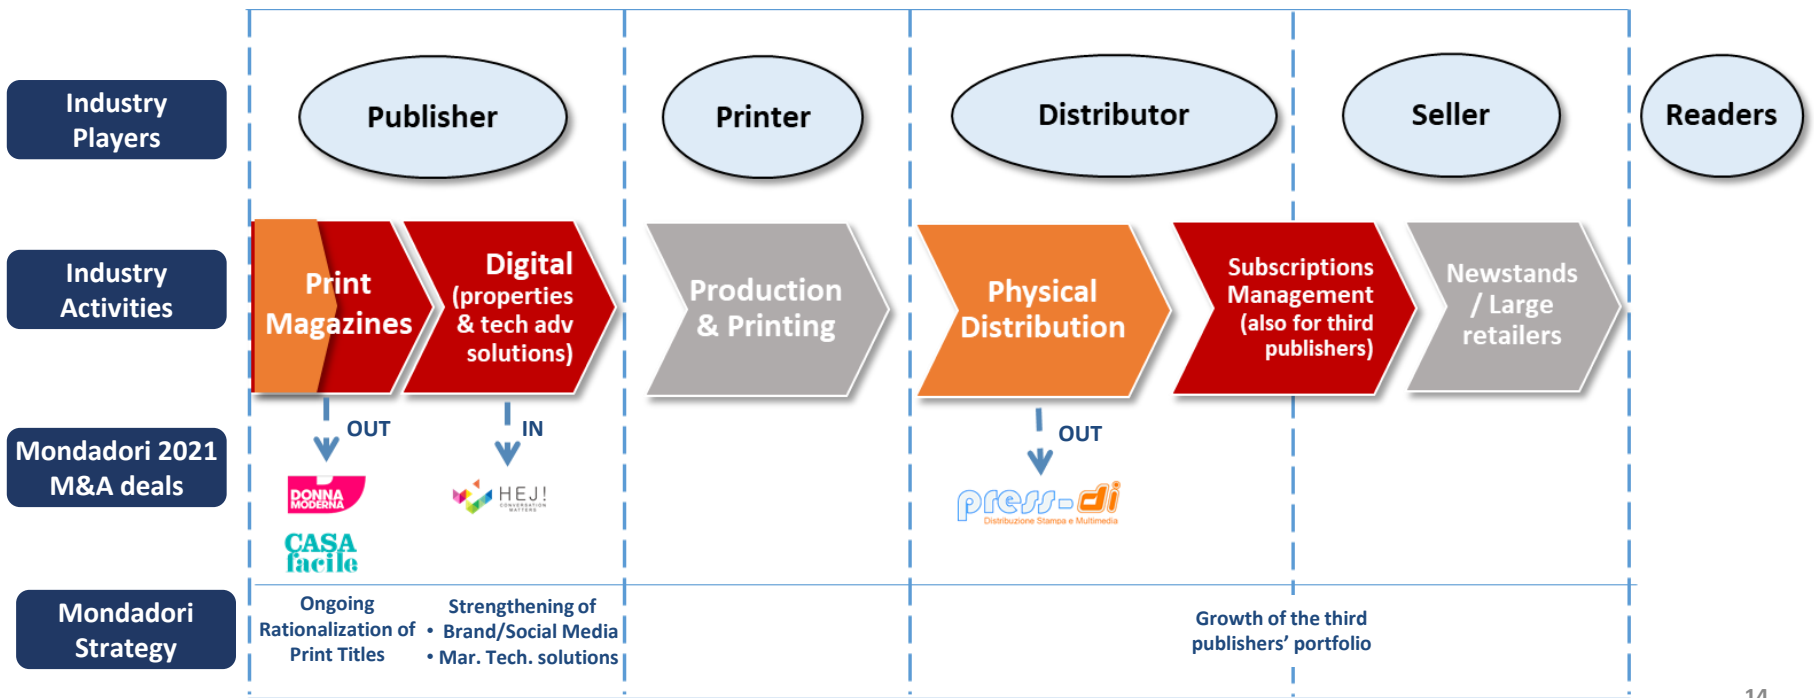 Industry
Players
Publisher
Printer
Distributor
Seller
Readers
Industry
Activities
Print
Magazines
Digital
(properties
& tech adv
solutions)
Production
& Printing
Physical
Distribution
Subscriptions
Management
(also for third
publishers)
Newstands
/ Large
retailers
Mondadori 2021
M&A deals
OUT
IN
OUT
DONNA
MODERNA
HEJ!
CONVERSATION
MATTERS
press-di
Distribuzione Stampa e Multimedia
CASA
facile
Mondadori
Strategy
Ongoing
Rationalization of
Print Titles
Strengthening of
• Brand/Social Media
• Mar. Tech. solutions
Growth of the third
publishers’ portfolio
14